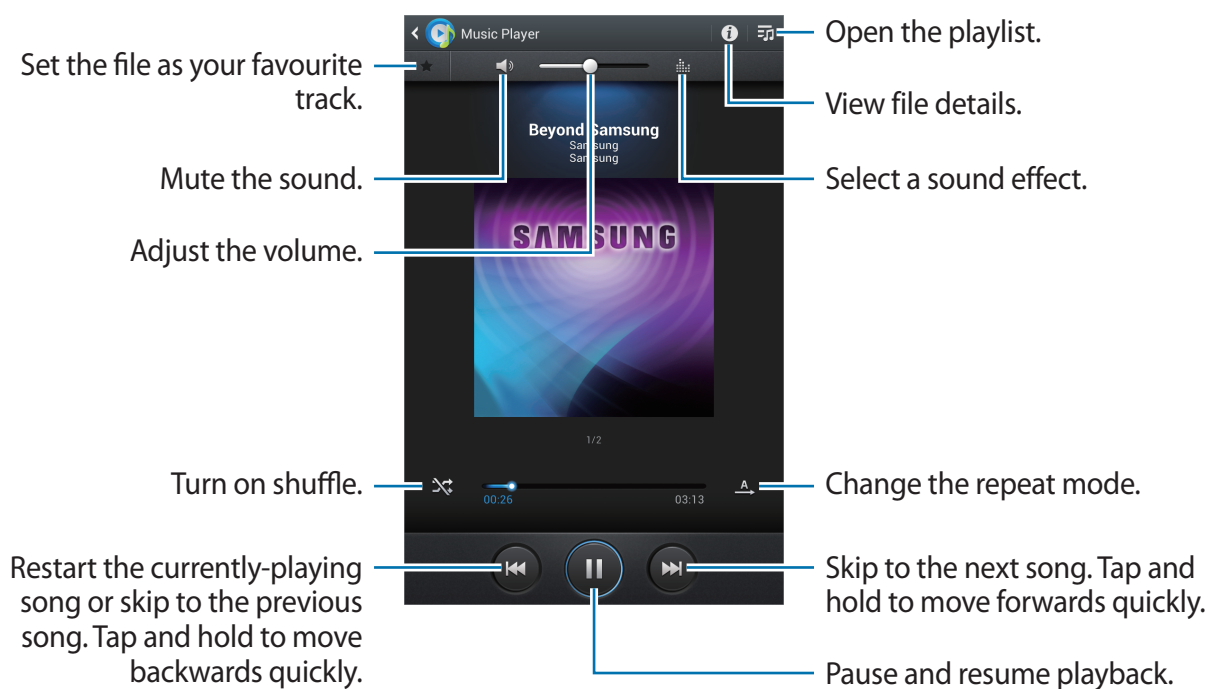 Music Player
Open the playlist.
Set the file as your favourite
track.
View file details.
Beyond Samsung
Samsung
Samsung
Mute the sound.
Select a sound effect.
Adjust the volume.
SAMSUNG
1/2
Turn on shuffle.
00:26
03:13
A
Change the repeat mode.
Restart the currently-playing
song or skip to the previous
song. Tap and hold to move
backwards quickly.
Skip to the next song. Tap and
hold to move forwards quickly.
Pause and resume playback.